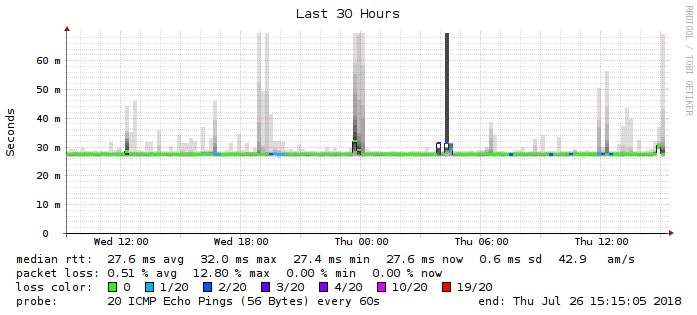 Last 30 Hours
RRDTOOL / TOBI OETIKER
Seconds
60 m
50 m
40 m
30 m
20 m
10 m
0
Wed 12:00 Wed 18:00 Thu 00:00 Thu 06:00 Thu 12:00
median rtt: 27.6 ms avg 32.0 ms max 27.4 ms min 27.6 ms now 0.6 ms sd 42.9 am/s
packet loss: 0.51 % avg 12.80 % max 0.00 % min 0.00 % now
loss color: 0 1/20 2/20 3/20 4/20 10/20 19/20
probe: 20 ICMP Echo Pings (56 Bytes) every 60s end: Thu Jul 26 15:15:05 2018